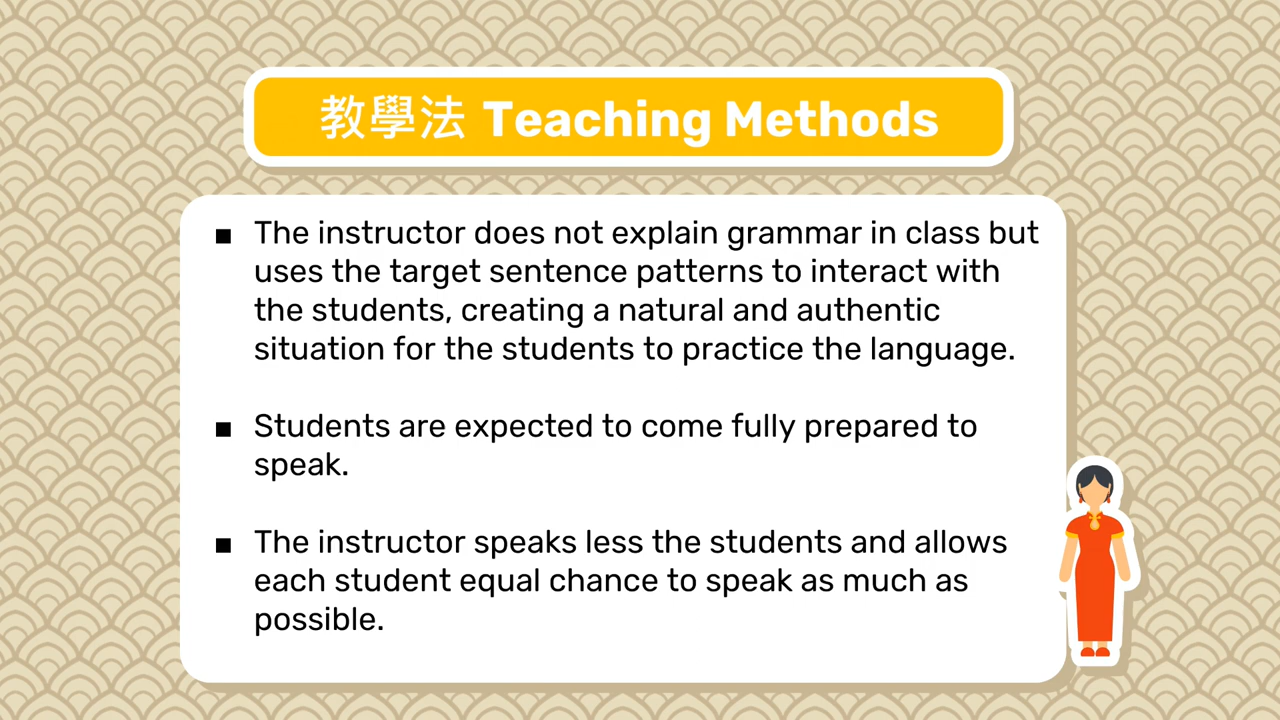 教學法 Teaching Methods
▪ The instructor does not explain grammar in class but
uses the target sentence patterns to interact with
the students, creating a natural and authentic
situation for the students to practice the language.
▪ Students are expected to come fully prepared to
speak.
▪ The instructor speaks less the students and allows
each student equal chance to speak as much as
possible.